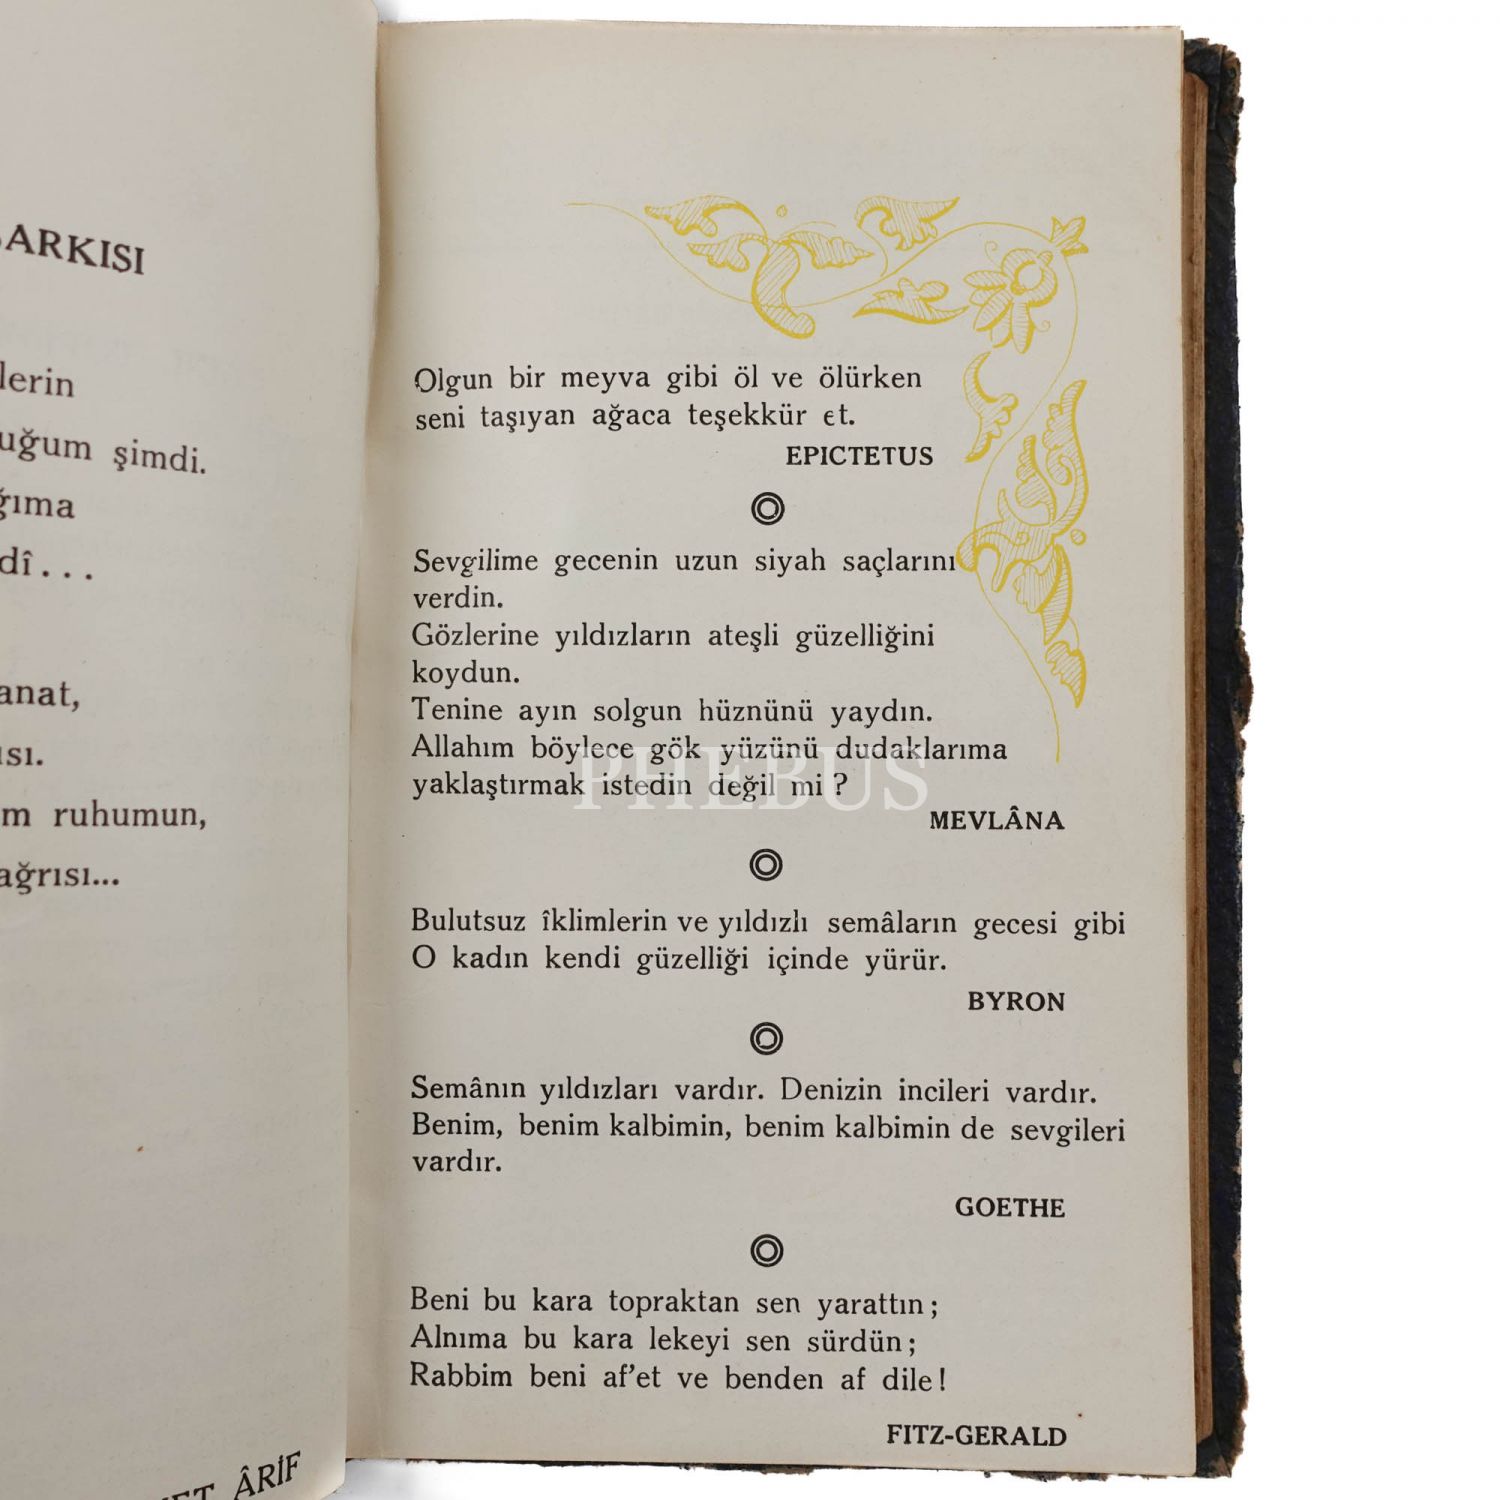 ARKISI
lerin
uğum şimdi.
ğıma
dî...
anat,
ısı.
m ruhumun,
ağrısı...
ÂRİF
Olgun bir meyva gibi öl ve ölürken
seni taşıyan ağaca teşekkür et.
EPICTETUS
Sevgilime gecenin uzun siyah saçlarını
verdin.
Gözlerine yıldızların ateşli güzelliğini
koydun.
Tenine ayın solgun hüznünü yaydın.
Allahım böylece gök yüzünü dudaklarıma
yaklaştırmak istedin değil mi ?
MEVLÂNA
Bulutsuz îklimlerin ve yıldızlı semâların gecesi gibi
O kadın kendi güzelliği içinde yürür.
BYRON
Semânın yıldızları vardır. Denizin incileri vardır.
Benim, benim kalbimin, benim kalbimin de sevgileri
vardır.
GOETHE
Beni bu kara topraktan sen yarattın ;
Alnıma bu kara lekeyi sen sürdün ;
Rabbim beni af'et ve benden af dile !
FITZ-GERALD
PHEBUS